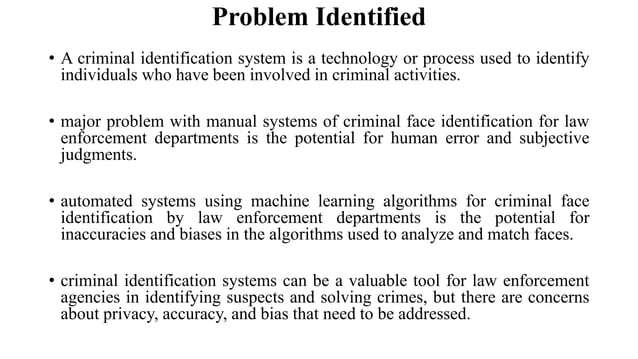 Problem Identified
• A criminal identification system is a technology or process used to identify
individuals who have been involved in criminal activities.
• major problem with manual systems of criminal face identification for law
enforcement departments is the potential for human error and subjective
judgments.
• automated systems using machine learning algorithms for criminal face
identification by law enforcement departments is the potential for
inaccuracies and biases in the algorithms used to analyze and match faces.
• criminal identification systems can be a valuable tool for law enforcement
agencies in identifying suspects and solving crimes, but there are concerns
about privacy, accuracy, and bias that need to be addressed.